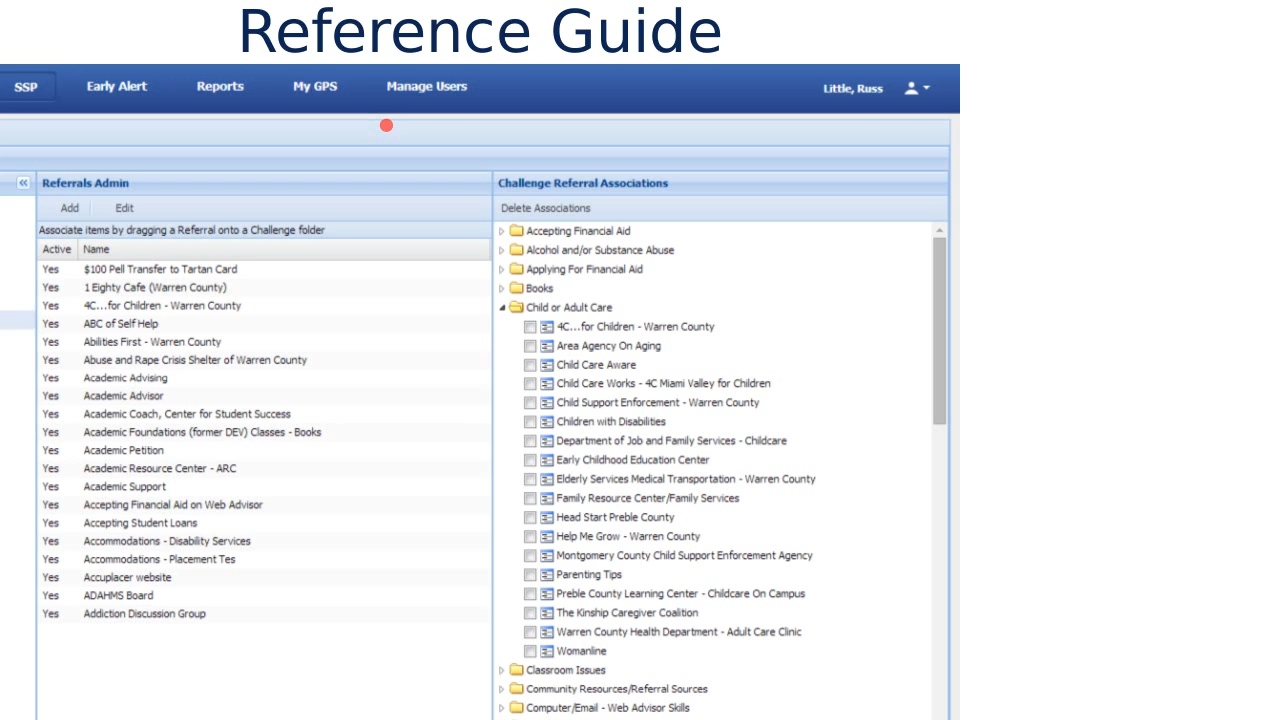 Reference Guide
SSP Early Alert Reports My GPS Manage Users Little, Russ
Referrals Admin
Add Edit
Associate items by dragging a Referral onto a Challenge folder
Active Name
Yes $100 Pell Transfer to Tartan Card
Yes 1 Eighty Cafe (Warren County)
Yes 4C...for Children - Warren County
Yes ABC of Self Help
Yes Abilities First - Warren County
Yes Abuse and Rape Crisis Shelter of Warren County
Yes Academic Advising
Yes Academic Advisor
Yes Academic Coach, Center for Student Success
Yes Academic Foundations (former DEV) Classes - Books
Yes Academic Petition
Yes Academic Resource Center - ARC
Yes Academic Support
Yes Accepting Financial Aid on Web Advisor
Yes Accepting Student Loans
Yes Accommodations - Disability Services
Yes Accommodations - Placement Tes
Yes Accuplacer website
Yes ADAHMS Board
Yes Addiction Discussion Group
Challenge Referral Associations
Delete Associations
Accepting Financial Aid
Alcohol and/or Substance Abuse
Applying For Financial Aid
Books
Child or Adult Care
4C...for Children - Warren County
Area Agency On Aging
Child Care Aware
Child Care Works - 4C Miami Valley for Children
Child Support Enforcement - Warren County
Children with Disabilities
Department of Job and Family Services - Childcare
Early Childhood Education Center
Elderly Services Medical Transportation - Warren County
Family Resource Center/Family Services
Head Start Preble County
Help Me Grow - Warren County
Montgomery County Child Support Enforcement Agency
Parenting Tips
Preble County Learning Center - Childcare On Campus
The Kinship Caregiver Coalition
Warren County Health Department - Adult Care Clinic
Womanline
Classroom Issues
Community Resources/Referral Sources
Computer/Email - Web Advisor Skills